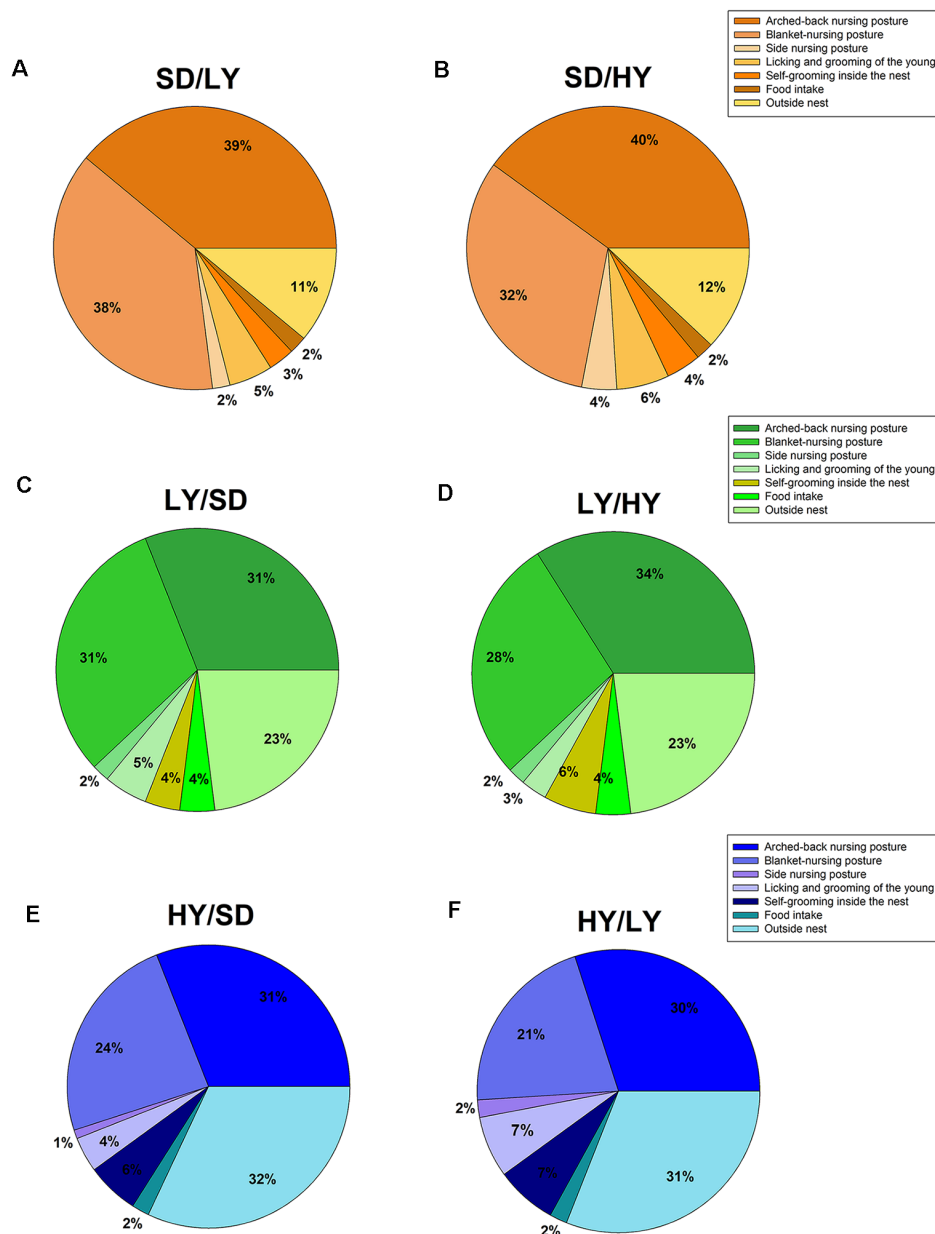 Arched-back nursing posture
Blanket-nursing posture
Side nursing posture
Licking and grooming of the young
Self-grooming inside the nest
Food intake
Outside nest
A
SD/LY
39%
38%
2%
5%
3%
2%
11%
B
SD/HY
40%
32%
4%
6%
4%
2%
12%
Arched-back nursing posture
Blanket-nursing posture
Side nursing posture
Licking and grooming of the young
Self-grooming inside the nest
Food intake
Outside nest
C
LY/SD
31%
31%
2%
5%
4%
4%
23%
D
LY/HY
34%
28%
2%
3%
6%
4%
23%
Arched-back nursing posture
Blanket-nursing posture
Side nursing posture
Licking and grooming of the young
Self-grooming inside the nest
Food intake
Outside nest
E
HY/SD
31%
24%
1%
4%
6%
2%
32%
F
HY/LY
30%
21%
2%
7%
7%
2%
31%